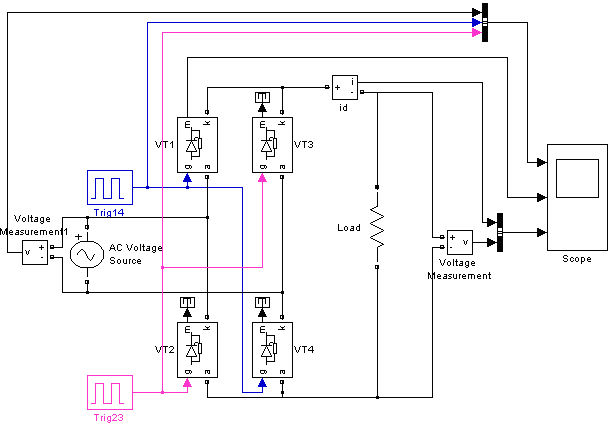 i
+
-
id
m
k
VT1
g
a
m
k
VT3
g
a
Trig14
Voltage
Measurement1
+
-
v
+
AC Voltage
Source
Load
+
-
v
Voltage
Measurement
Scope
m
k
VT2
g
a
m
k
VT4
g
a
Trig23